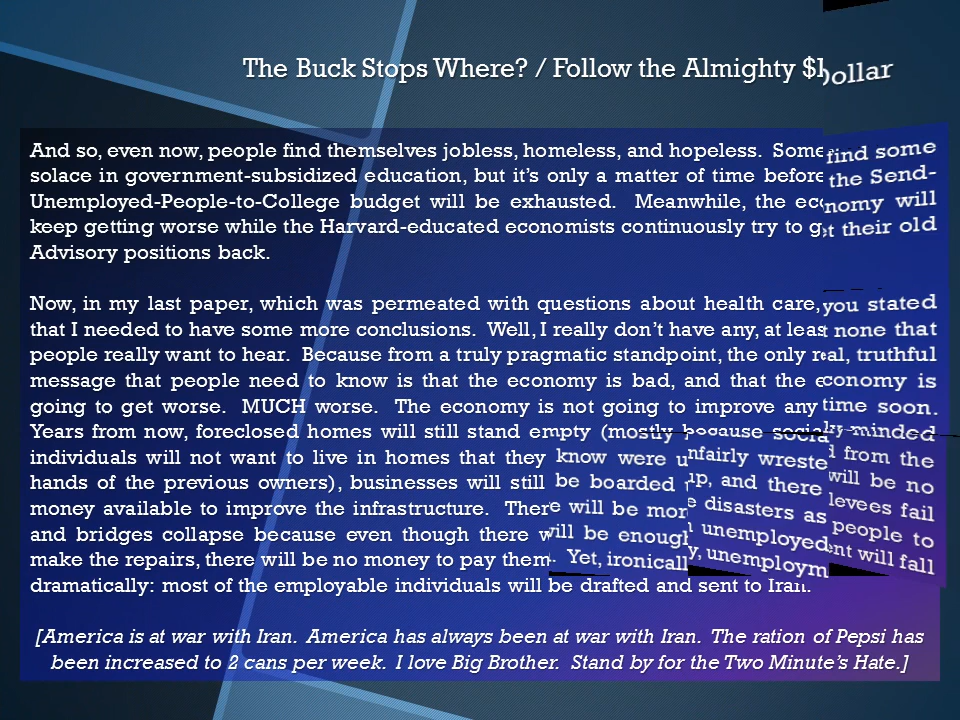 The Buck Stops Where? / Follow the Almighty $Dollar
And so, even now, people find themselves jobless, homeless, and hopeless. Some find some
solace in government-subsidized education, but it's only a matter of time before the Send-
Unemployed-People-to-College budget will be exhausted. Meanwhile, the economy will
keep getting worse while the Harvard-educated economists continuously try to get their old
Advisory positions back.
Now, in my last paper, which was permeated with questions about health care, you stated
that I needed to have some more conclusions. Well, I really don't have any, at least none that
people really want to hear. Because from a truly pragmatic standpoint, the only real, truthful
message that people need to know is that the economy is bad, and that the economy is
going to get worse. MUCH worse. The economy is not going to improve any time soon.
Years from now, foreclosed homes will still stand empty (mostly because socially minded
individuals will not want to live in homes that they know were unfairly wrested from the
hands of the previous owners), businesses will still be boarded up, and there will be no
money available to improve the infrastructure. There will be more disasters as levees fail
and bridges collapse because even though there will be enough unemployed people to
make the repairs, there will be no money to pay them. Yet, ironically, unemployment will fall
dramatically: most of the employable individuals will be drafted and sent to Iran.
[America is at war with Iran. America has always been at war with Iran. The ration of Pepsi has
been increased to 2 cans per week. I love Big Brother. Stand by for the Two Minute's Hate.]